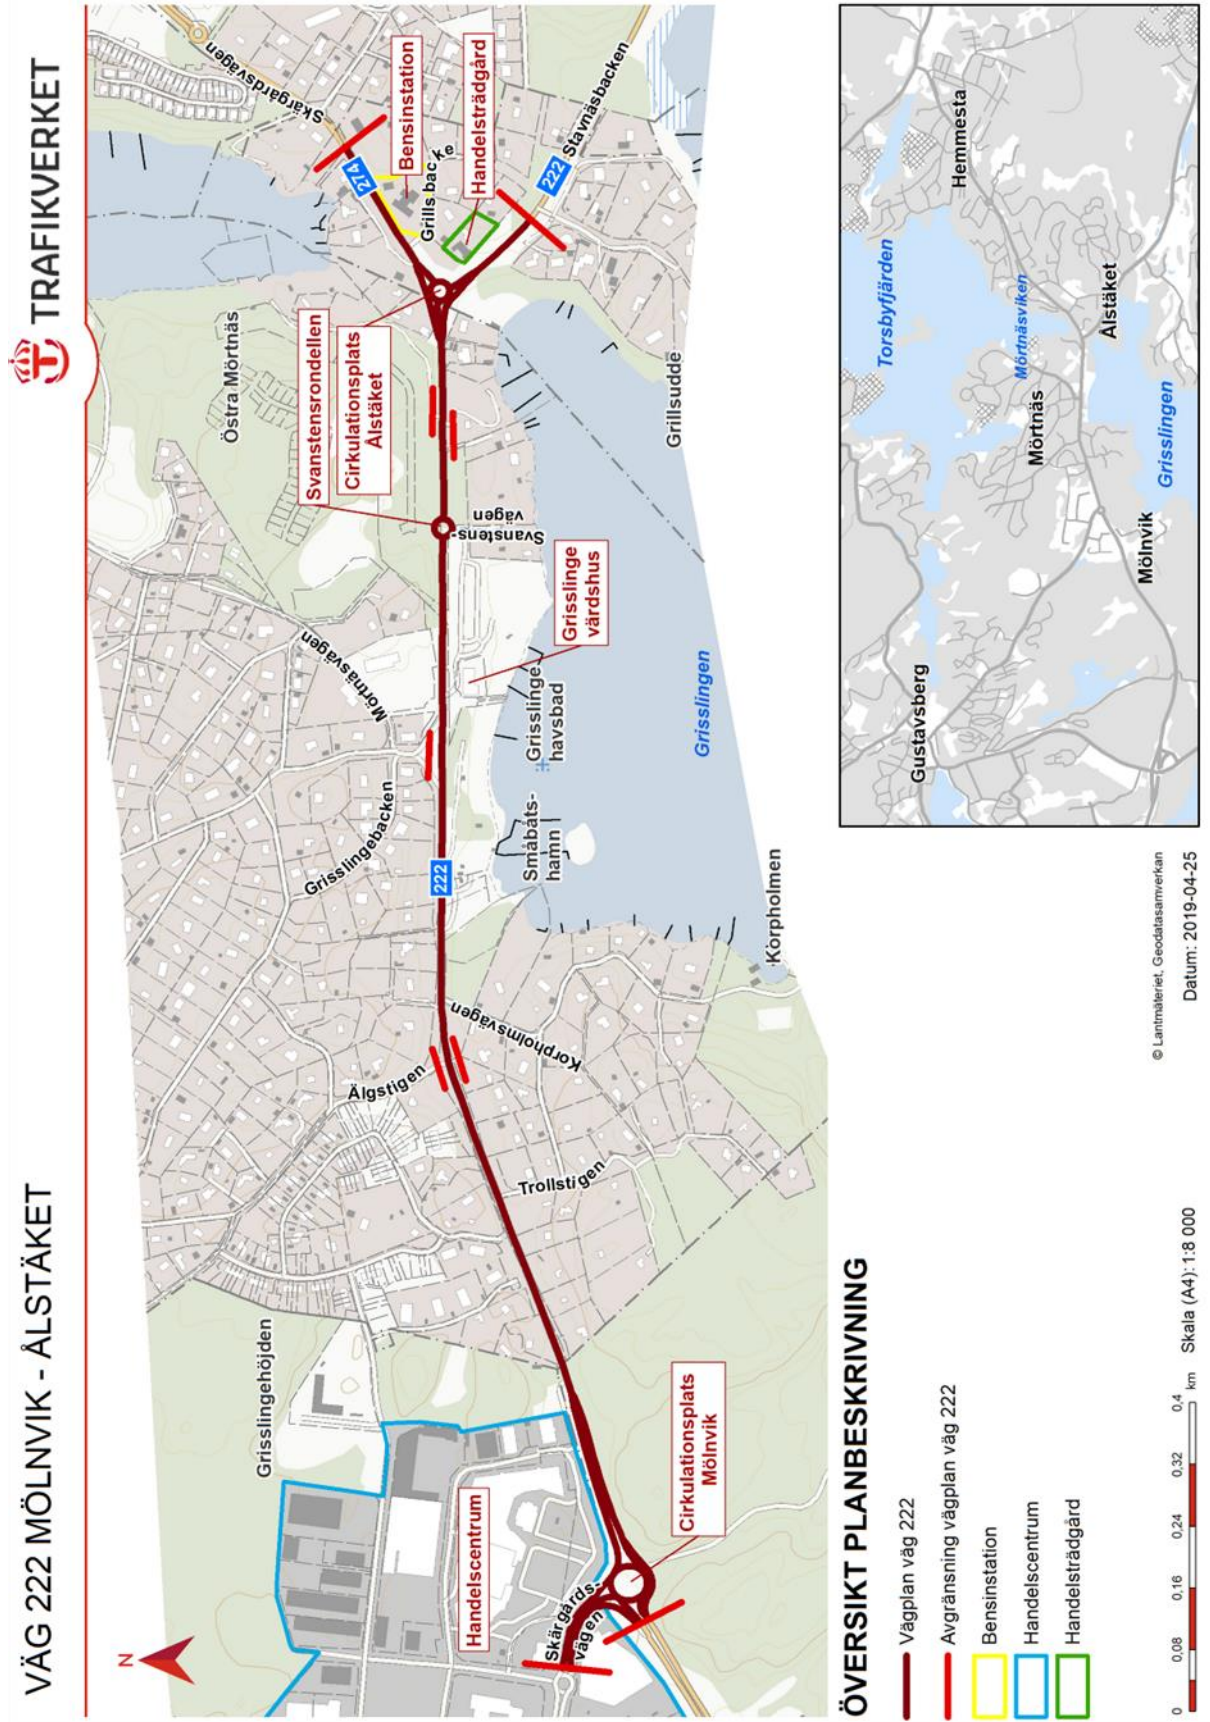 VÄG 222 MÖLNVIK - ÅLSTÄKET
TRAFIKVERKET
N
Skärgårdsvägen
274
Bensinstation
Grillsbacke
Handelsträdgård
222
Stavnäsbacken
Östra Mörtnäs
Svanstensrondellen
Cirkulationsplats
Ålstäket
Svanstens-
vägen
Grillsudde
Mörtnäsvägen
Grisslinge
värdshus
Grisslinge
havsbad
Grisslingen
Grisslingebacken
222
Småbåts-
hamn
Korpholmen
Älgstigen
Korpholmsvägen
Trollstigen
Grisslingehöjden
Handelscentrum
Skärgårds-
vägen
Cirkulationsplats
Mölnvik
ÖVERSIKT PLANBESKRIVNING
Vägplan väg 222
Avgränsning vägplan väg 222
Bensinstation
Handelscentrum
Handelsträdgård
0 0,08 0,16 0,24 0,32 0,4
km
Skala (A4): 1:8 000
© Lantmäteriet, Geodatasamverkan
Datum: 2019-04-25
Gustavsberg
Torsbyfjärden
Hemmesta
Mörtnäsviken
Mörtnäs
Ålstäket
Mölnvik
Grisslingen